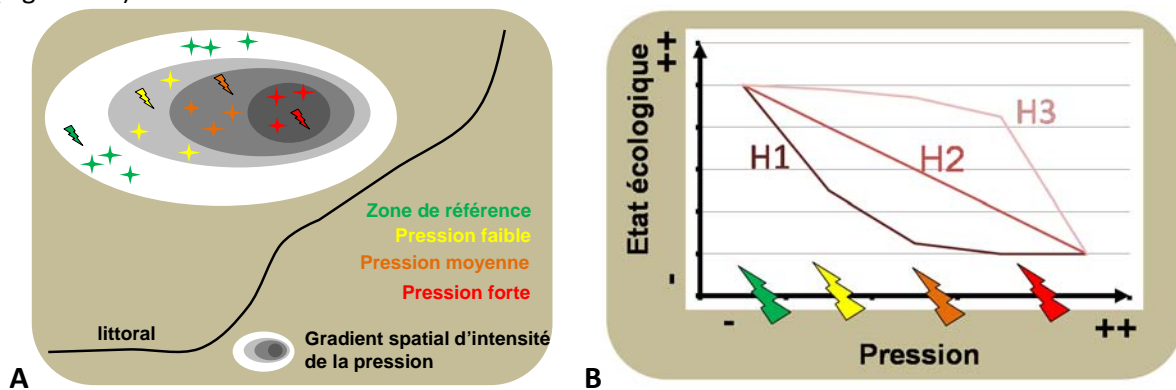 Zone de référence
Pression faible
Pression moyenne
Pression forte
littoral
Gradient spatial d’intensité
de la pression
A
Etat écologique
++
-
H1
H2
H3
-
++
Pression
B